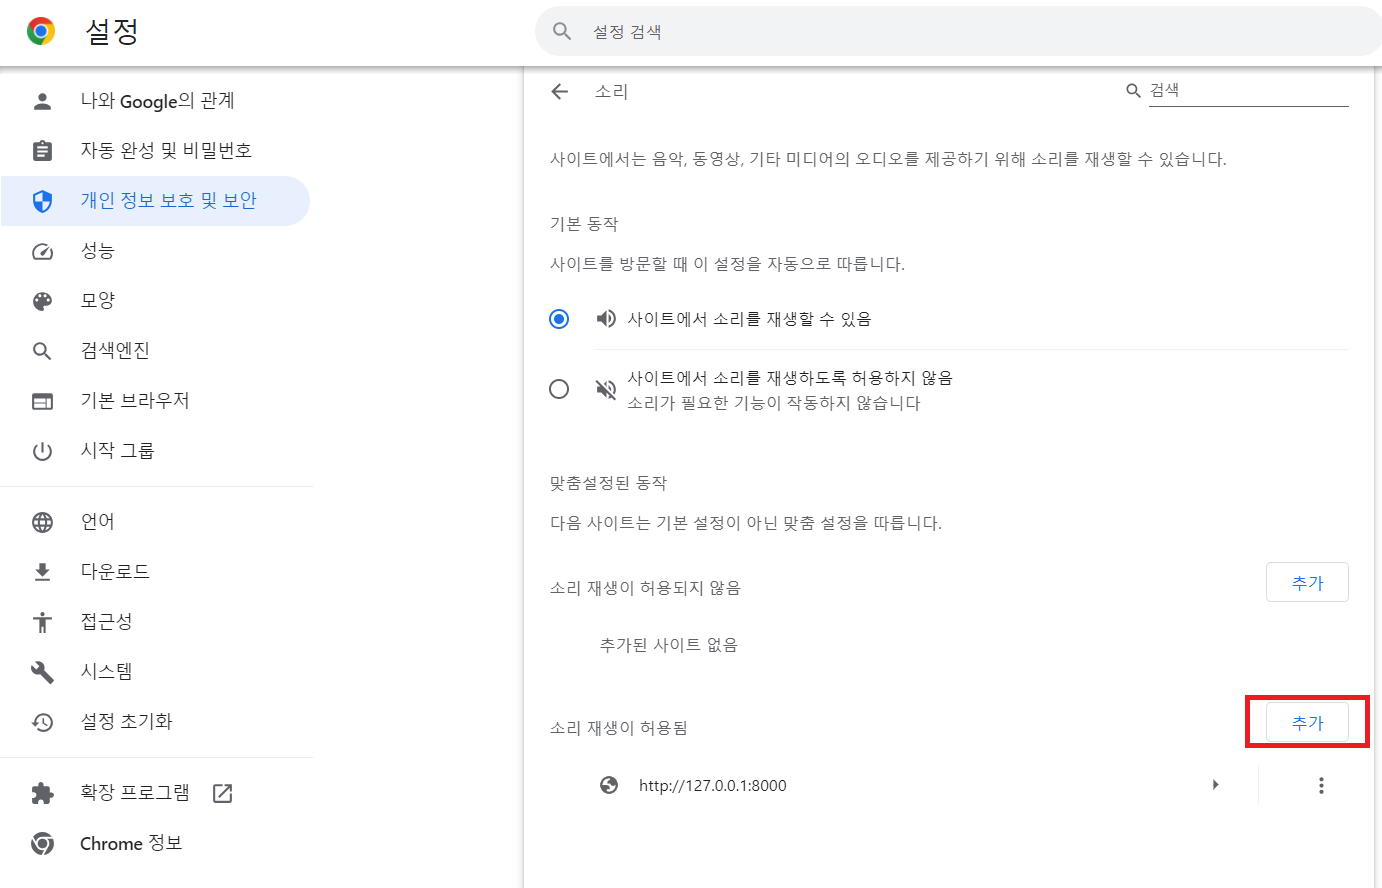 설정
설정 검색
나와 Google의 관계
자동 완성 및 비밀번호
개인 정보 보호 및 보안
성능
모양
검색엔진
기본 브라우저
시작 그룹
언어
다운로드
접근성
시스템
설정 초기화
확장 프로그램
Chrome 정보
소리
검색
사이트에서는 음악, 동영상, 기타 미디어의 오디오를 제공하기 위해 소리를 재생할 수 있습니다.
기본 동작
사이트를 방문할 때 이 설정을 자동으로 따릅니다.
사이트에서 소리를 재생할 수 있음
사이트에서 소리를 재생하도록 허용하지 않음
소리가 필요한 기능이 작동하지 않습니다
맞춤설정된 동작
다음 사이트는 기본 설정이 아닌 맞춤 설정을 따릅니다.
소리 재생이 허용되지 않음
추가
추가된 사이트 없음
소리 재생이 허용됨
추가
http://127.0.0.1:8000